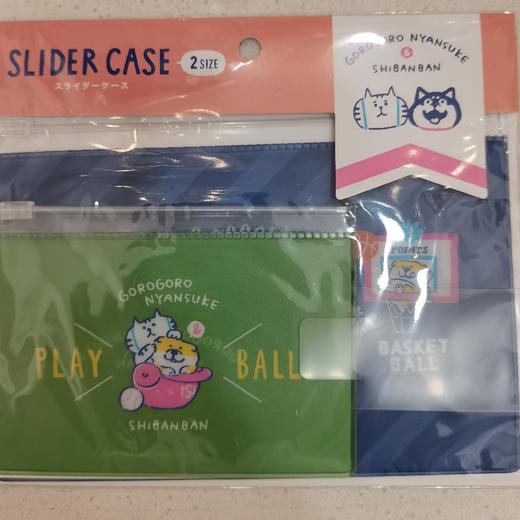 SLIDER CASE
2 SIZE
スライダーケース
GOROGORO NYANSUKE
&
SHIBANBAN
GOROGORO
NYANSUKE
&
PLAY BALL
IS!
SHIBANBAN
POINTS
BASKET
BALL